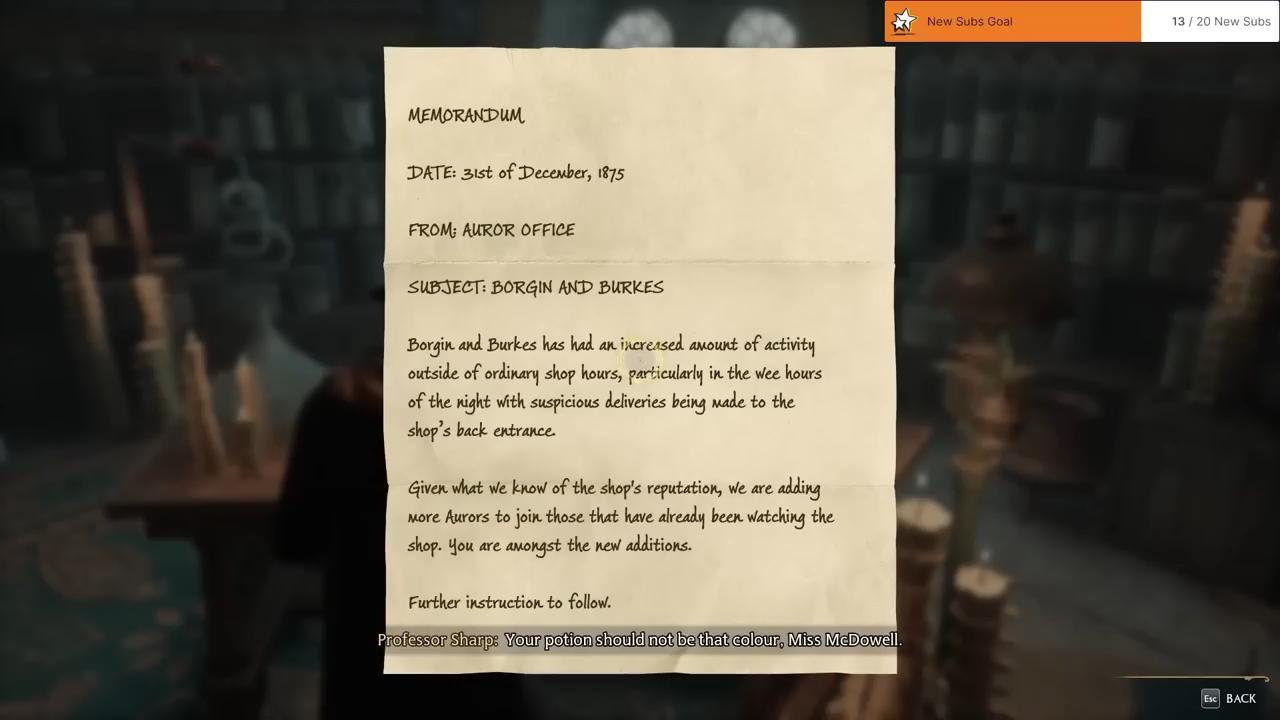 New Subs Goal
13 / 20 New Subs
MEMORANDUM
DATE: 31st of December, 1875
FROM: AUROR OFFICE
SUBJECT: BORGIN AND BURKES
Borgin and Burkes has had an increased amount of activity
outside of ordinary shop hours, particularly in the wee hours
of the night with suspicious deliveries being made to the
shop's back entrance.
Given what we know of the shop's reputation, we are adding
more Aurors to join those that have already been watching the
shop. You are amongst the new additions.
Further instruction to follow.
Professor Sharp: Your potion should not be that colour, Miss McDowell.
Esc BACK